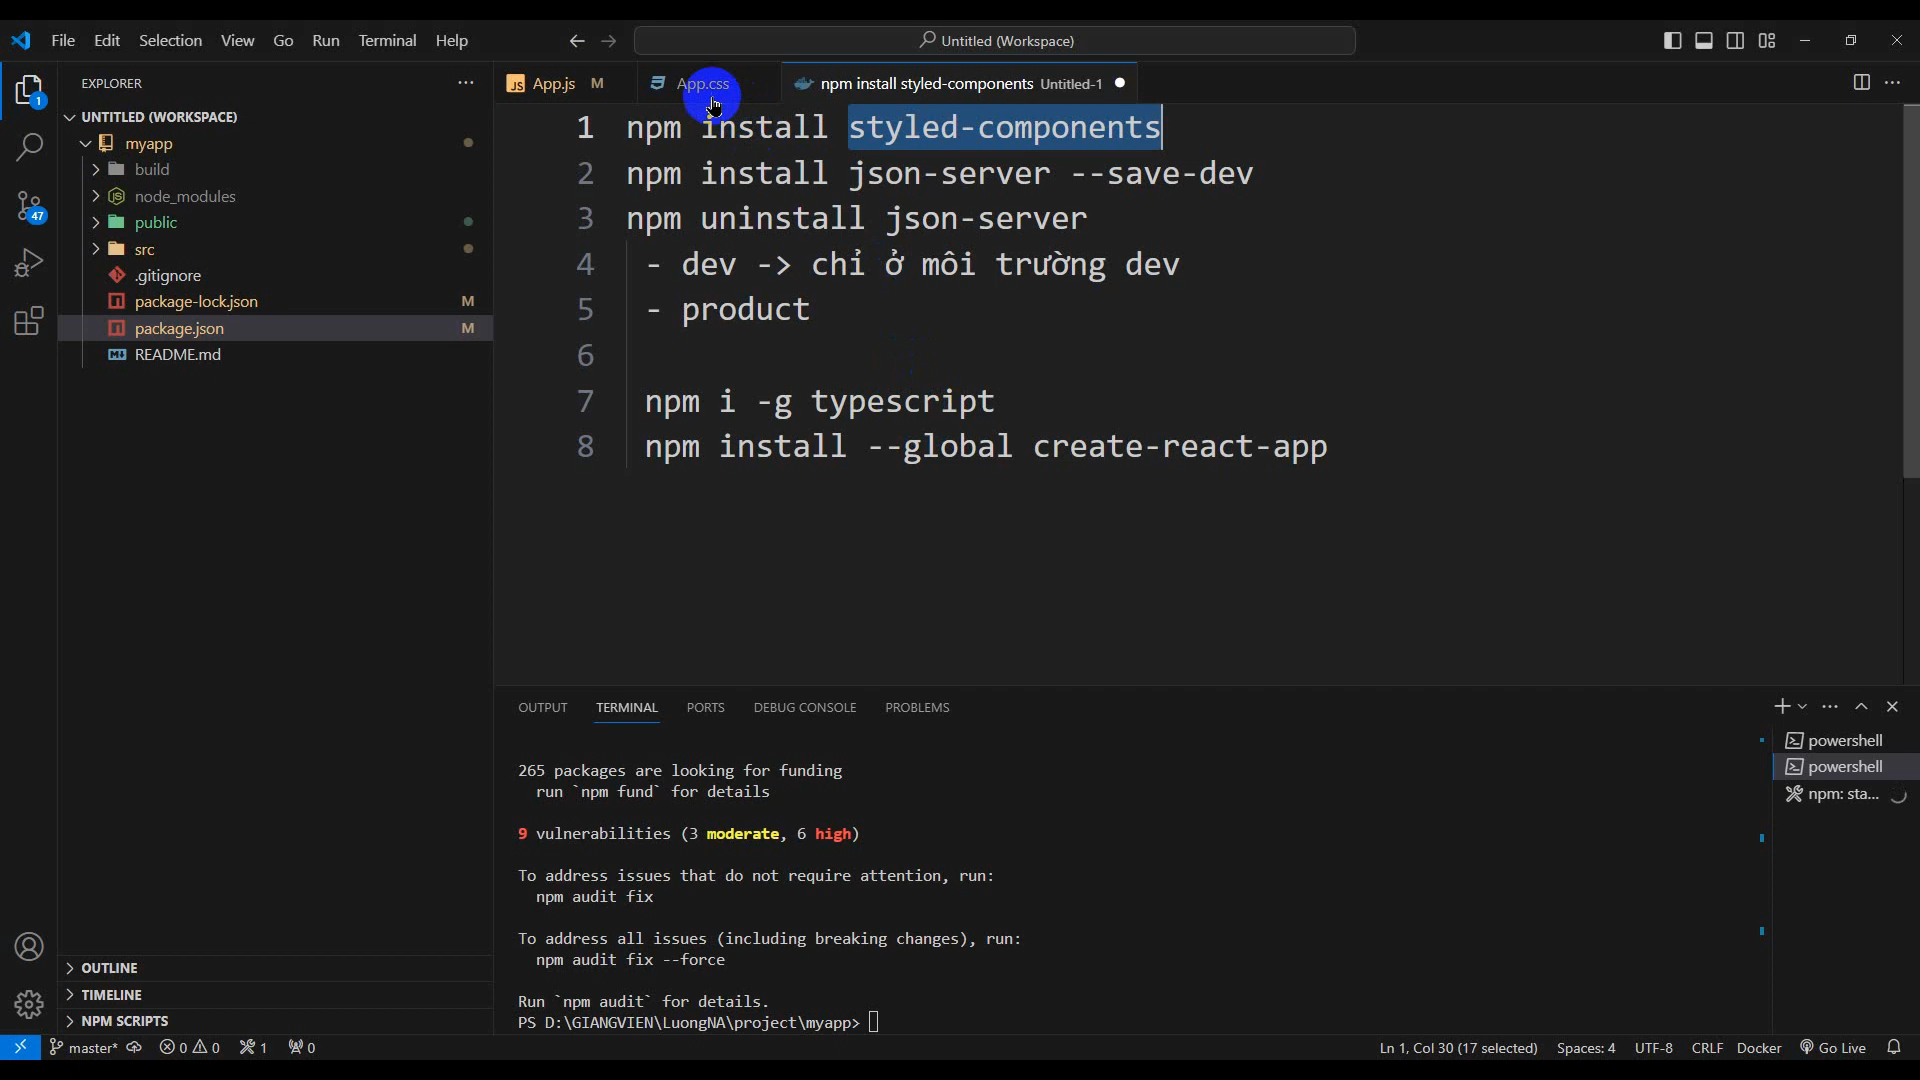 File Edit Selection View Go Run Terminal Help
Untitled (Workspace)
EXPLORER
App.js M
App.css
npm install styled-components Untitled-1
UNTITLED (WORKSPACE)
myapp
build
node_modules
public
src
.gitignore
package-lock.json M
package.json M
README.md
1 npm install styled-components
2 npm install json-server --save-dev
3 npm uninstall json-server
4 - dev -> chỉ ở môi trường dev
5 - product
6
7 npm i -g typescript
8 npm install --global create-react-app
OUTPUT TERMINAL PORTS DEBUG CONSOLE PROBLEMS
265 packages are looking for funding
run `npm fund` for details
9 vulnerabilities (3 moderate, 6 high)
To address issues that do not require attention, run:
npm audit fix
To address all issues (including breaking changes), run:
npm audit fix --force
Run `npm audit` for details.
PS D:\GIANGVIEN\LuongNA\project\myapp>
powershell
powershell
npm: sta...
OUTLINE
TIMELINE
NPM SCRIPTS
1
47
master* 0 0 1 0
Ln 1, Col 30 (17 selected) Spaces: 4 UTF-8 CRLF Docker Go Live